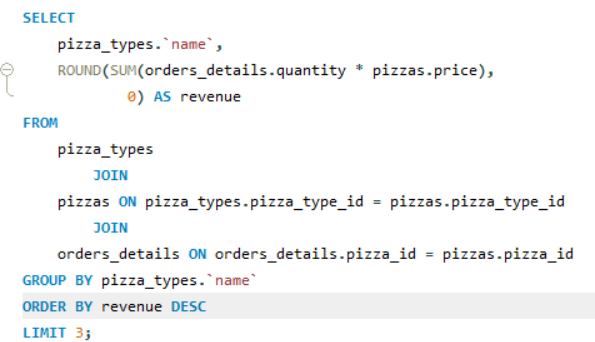 SELECT
pizza_types.`name`,
ROUND(SUM(orders_details.quantity * pizzas.price),
0) AS revenue
FROM
pizza_types
JOIN
pizzas ON pizza_types.pizza_type_id = pizzas.pizza_type_id
JOIN
orders_details ON orders_details.pizza_id = pizzas.pizza_id
GROUP BY pizza_types.`name`
ORDER BY revenue DESC
LIMIT 3;